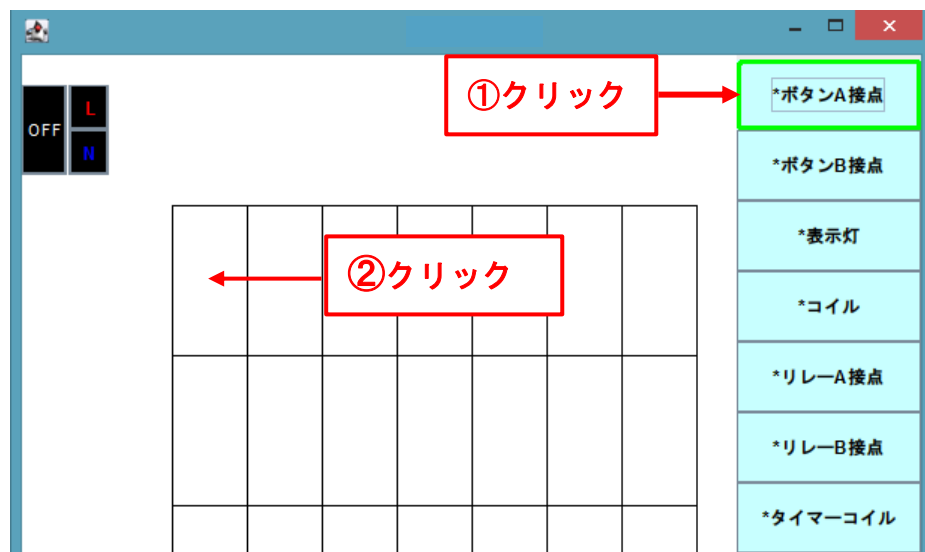 ①クリック
*ボタンA接点
OFF
L
N
*ボタンB接点
*表示灯
②クリック
*コイル
*リレーA接点
*リレーB接点
*タイマーコイル